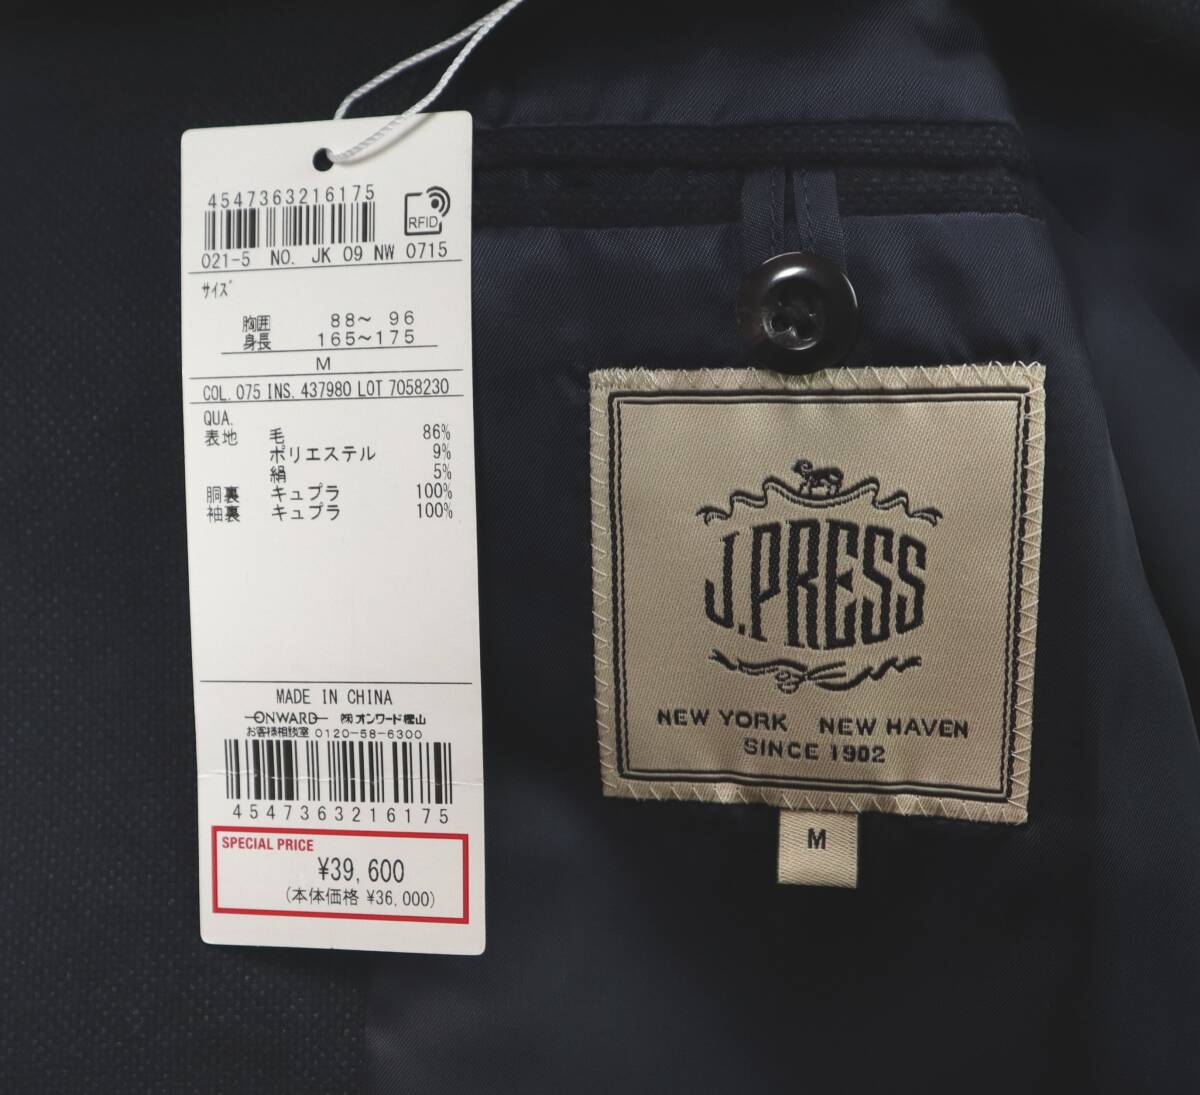 4547363216175
RFID
021-5 NO. JK 09 NW 0715
サイズ
胸囲 88～ 96
身長 165～175
M
COL. 075 INS. 437980 LOT 7058230
QUA.
表地 毛 86%
ポリエステル 9%
絹 5%
胴裏 キュプラ 100%
袖裏 キュプラ 100%
MADE IN CHINA
ONWARD ㈱オンワード樫山
お客様相談室 0120-58-6300
4547363216175
SPECIAL PRICE
¥39,600
(本体価格 ¥36,000)
J.PRESS
NEW YORK NEW HAVEN
SINCE 1902
M